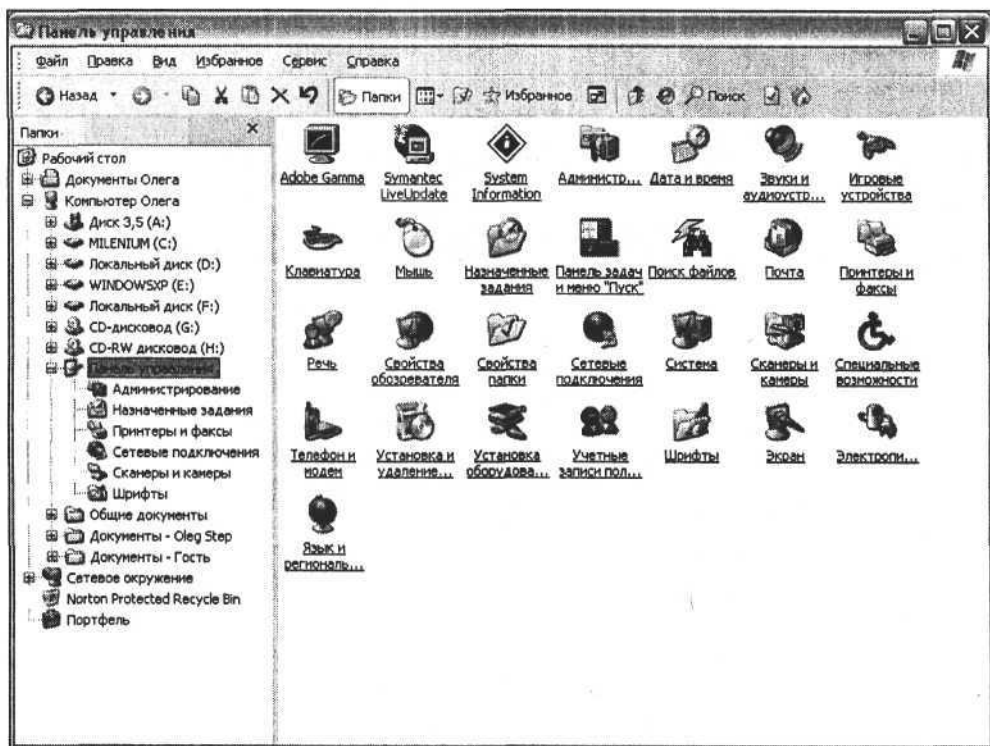 Панель управления
Файл Правка Вид Избранное Сервис Справка
Назад Папки Избранное Поиск
Папки
Рабочий стол
Документы Олега
Компьютер Олега
Диск 3,5 (A:)
MILENIUM (C:)
Локальный диск (D:)
WINDOWSXP (E:)
Локальный диск (F:)
CD-дисковод (G:)
CD-RW дисковод (H:)
Панель управления
Администрирование
Назначенные задания
Принтеры и факсы
Сетевые подключения
Сканеры и камеры
Шрифты
Общие документы
Документы - Oleg Step
Документы - Гость
Сетевое окружение
Norton Protected Recycle Bin
Портфель
Adobe Gamma
Symantec
LiveUpdate
System
Information
Администр...
Дата и время
Звуки и
аудиоустр...
Игровые
устройства
Клавиатура
Мышь
Назначенные
задания
Панель задач
и меню "Пуск"
Поиск файлов
Почта
Принтеры и
факсы
Речь
Свойства
обозревателя
Свойства
папки
Сетевые
подключения
Система
Сканеры и
камеры
Специальные
возможности
Телефон и
модем
Установка и
удаление...
Установка
оборудова...
Учетные
записи пол...
Шрифты
Экран
Электропи...
Язык и
региональ...